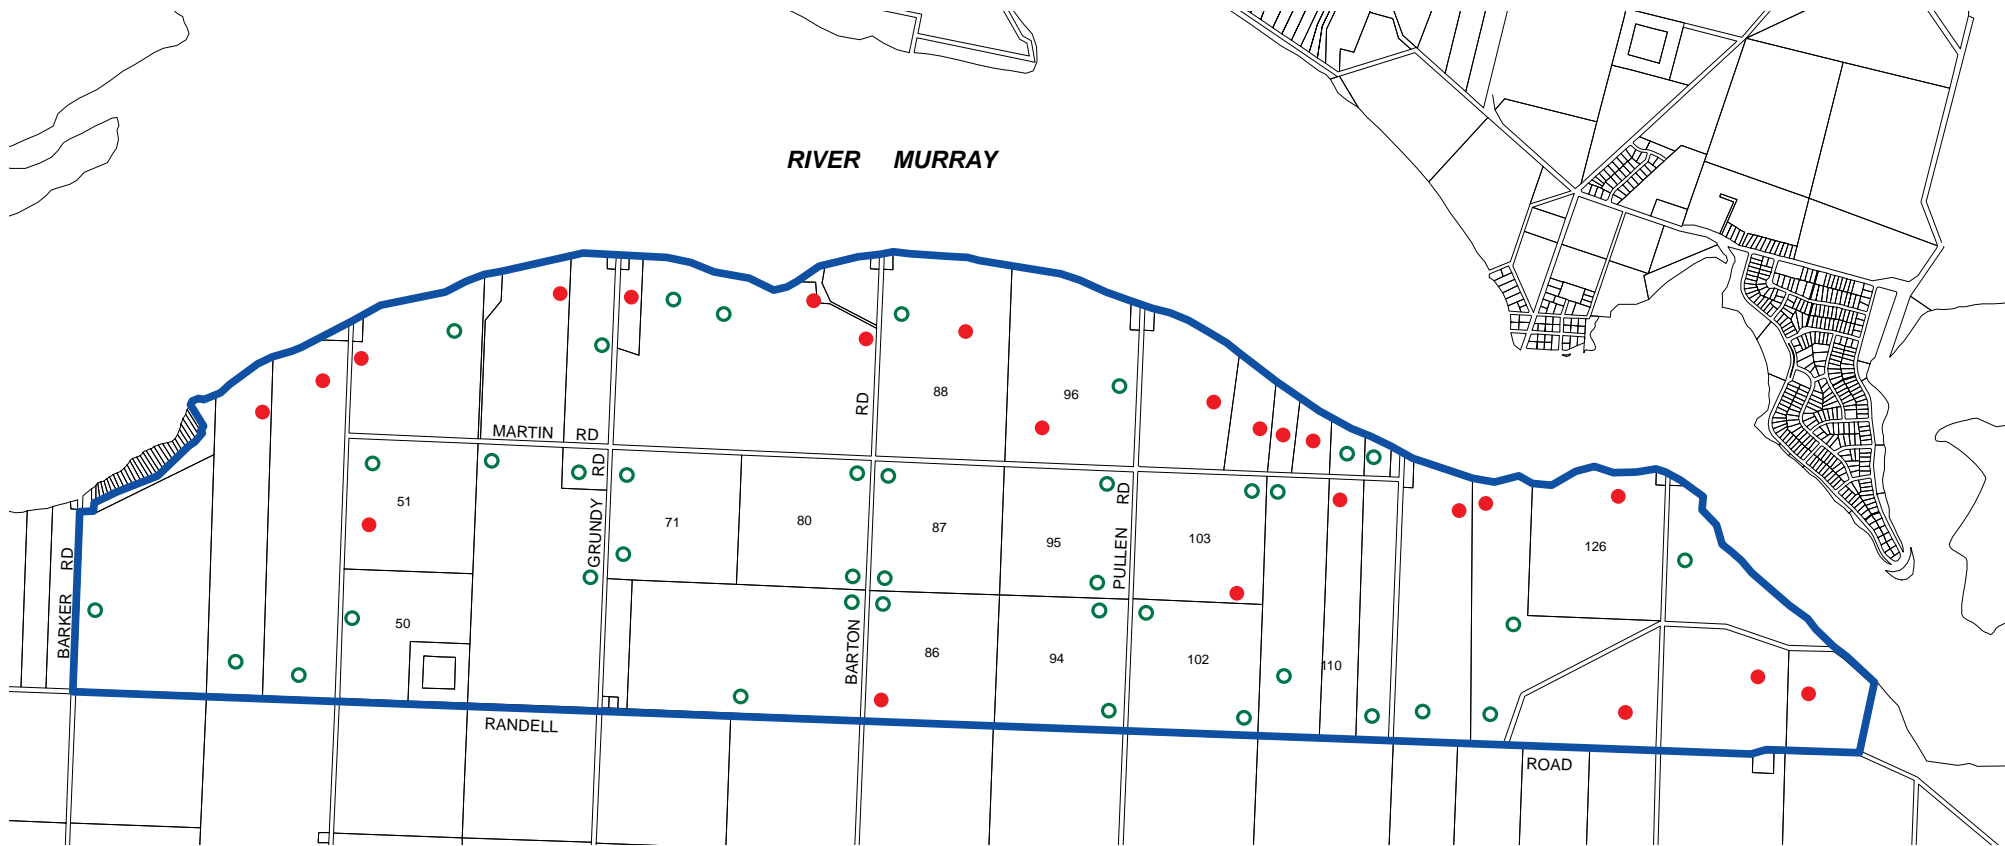 RIVER MURRAY
88
96
RD
MARTIN RD
RD
51
71
80
87
95
103
126
GRUNDY
PULLEN RD
BARKER RD
50
BARTON
86
94
102
110
RANDELL
ROAD